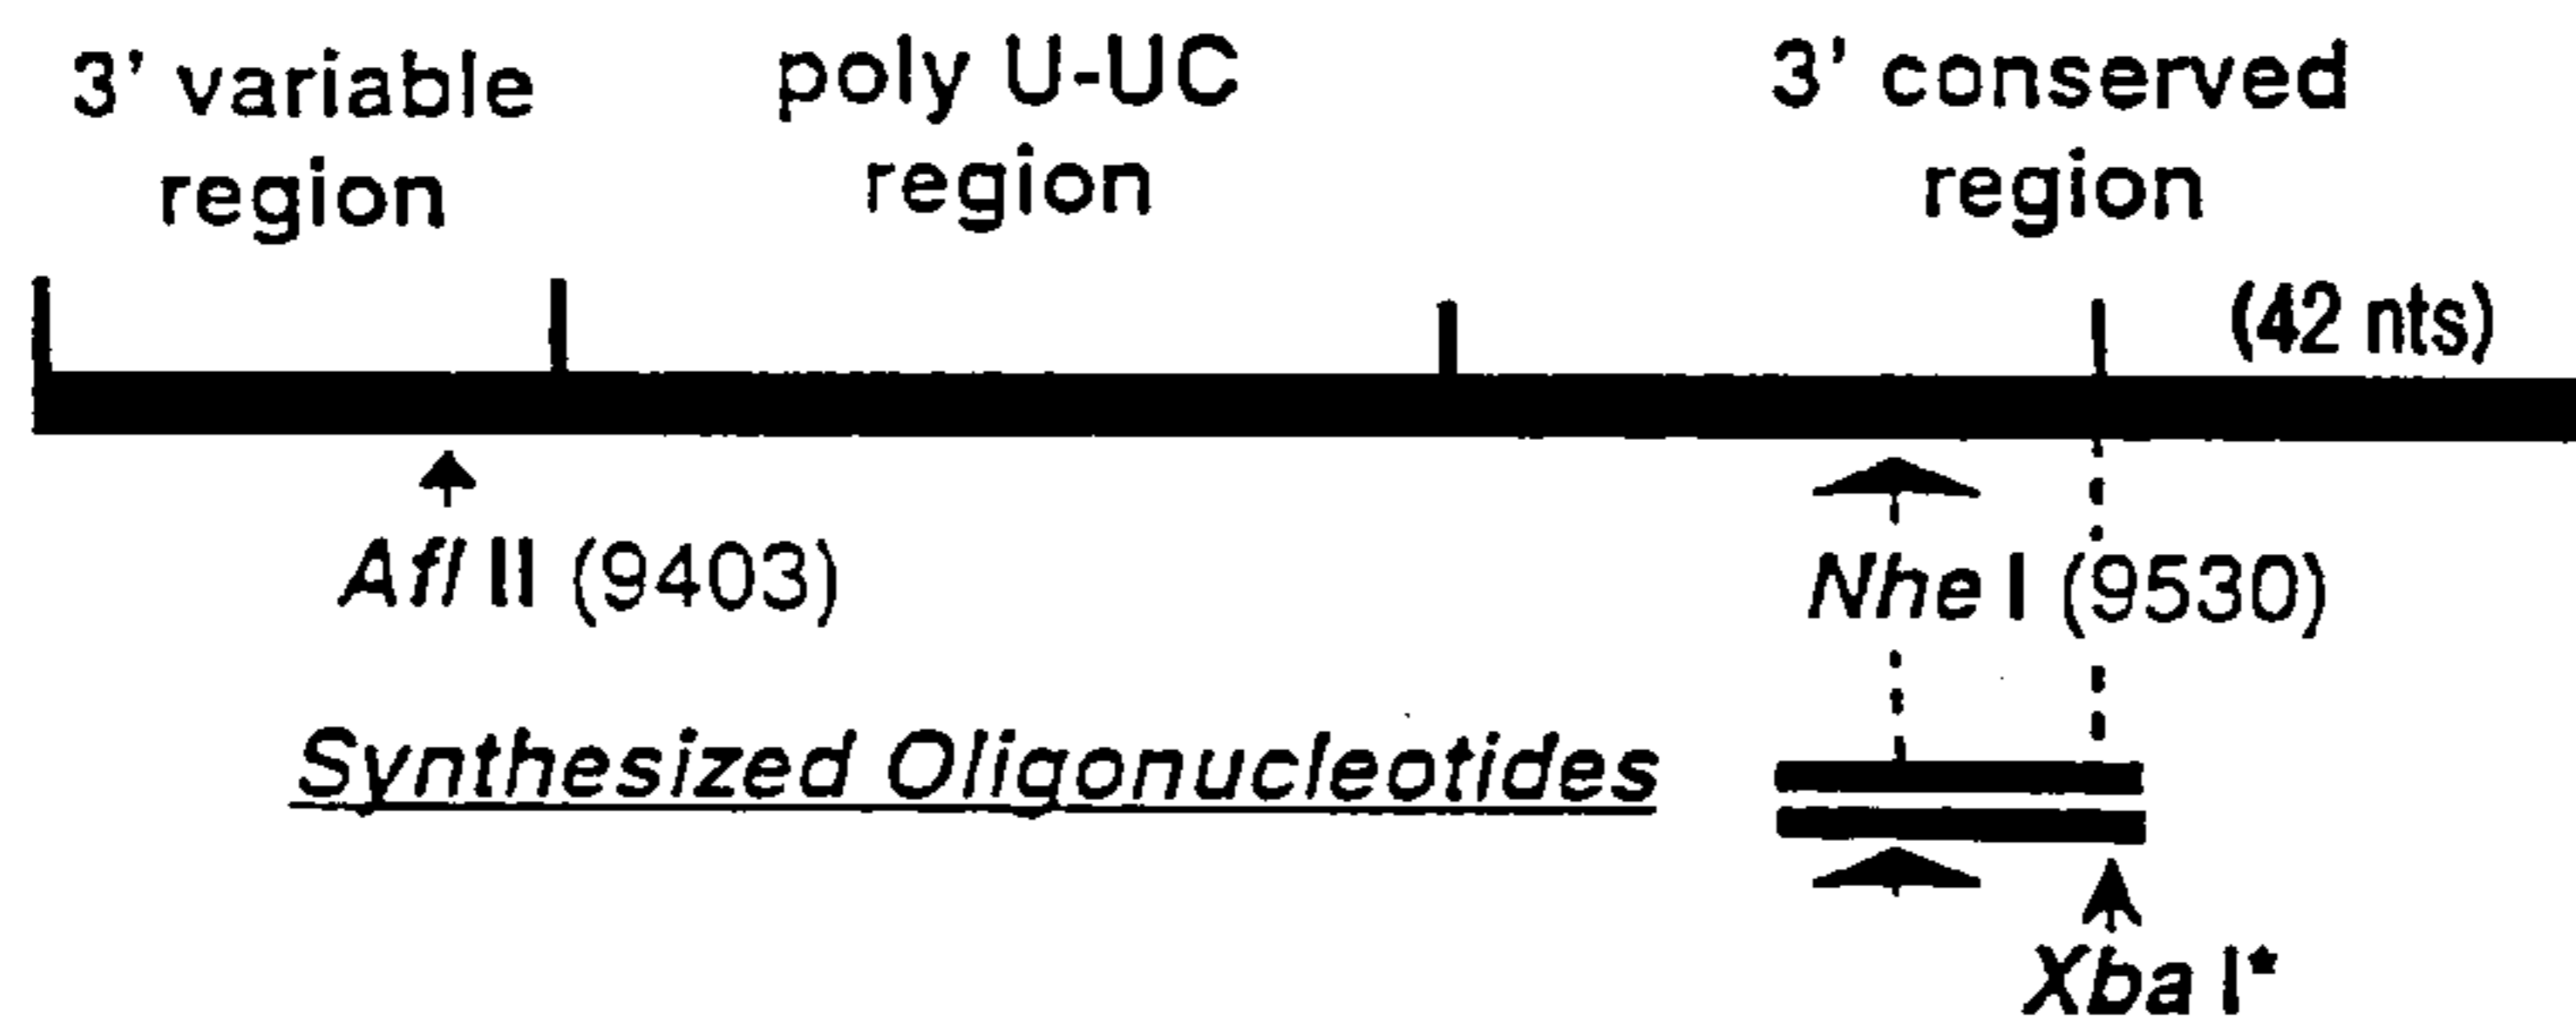 3' variable
region
poly U-UC
region
3' conserved
region
(42 nts)
Afl II (9403)
Nhe I (9530)
Synthesized Oligonucleotides
Xba I*